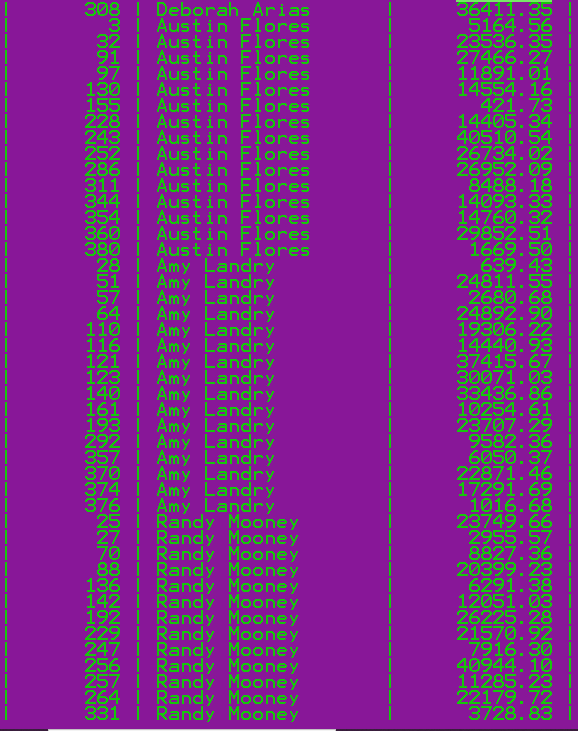 | 308 | Deborah Arias | 36411.35 |
| 3 | Austin Flores | 5164.56 |
| 32 | Austin Flores | 23536.35 |
| 91 | Austin Flores | 27466.27 |
| 97 | Austin Flores | 11891.01 |
| 130 | Austin Flores | 14554.16 |
| 155 | Austin Flores | 421.73 |
| 228 | Austin Flores | 14405.34 |
| 243 | Austin Flores | 40510.54 |
| 252 | Austin Flores | 26734.02 |
| 286 | Austin Flores | 26952.09 |
| 311 | Austin Flores | 8488.18 |
| 344 | Austin Flores | 14093.33 |
| 354 | Austin Flores | 14760.32 |
| 360 | Austin Flores | 29852.51 |
| 380 | Austin Flores | 1669.50 |
| 28 | Amy Landry | 639.43 |
| 51 | Amy Landry | 24811.55 |
| 57 | Amy Landry | 2680.68 |
| 64 | Amy Landry | 24892.90 |
| 110 | Amy Landry | 19306.22 |
| 116 | Amy Landry | 14440.93 |
| 121 | Amy Landry | 37415.67 |
| 123 | Amy Landry | 30071.03 |
| 140 | Amy Landry | 33436.86 |
| 161 | Amy Landry | 10254.61 |
| 193 | Amy Landry | 23707.29 |
| 292 | Amy Landry | 9582.36 |
| 357 | Amy Landry | 6050.37 |
| 370 | Amy Landry | 22871.46 |
| 374 | Amy Landry | 17291.69 |
| 376 | Amy Landry | 1016.68 |
| 25 | Randy Mooney | 23749.66 |
| 27 | Randy Mooney | 2955.57 |
| 70 | Randy Mooney | 8827.36 |
| 88 | Randy Mooney | 20399.23 |
| 136 | Randy Mooney | 6291.38 |
| 142 | Randy Mooney | 12051.03 |
| 192 | Randy Mooney | 26225.28 |
| 229 | Randy Mooney | 21570.92 |
| 247 | Randy Mooney | 7916.30 |
| 256 | Randy Mooney | 40944.10 |
| 257 | Randy Mooney | 11285.23 |
| 264 | Randy Mooney | 22179.72 |
| 331 | Randy Mooney | 3728.83 |